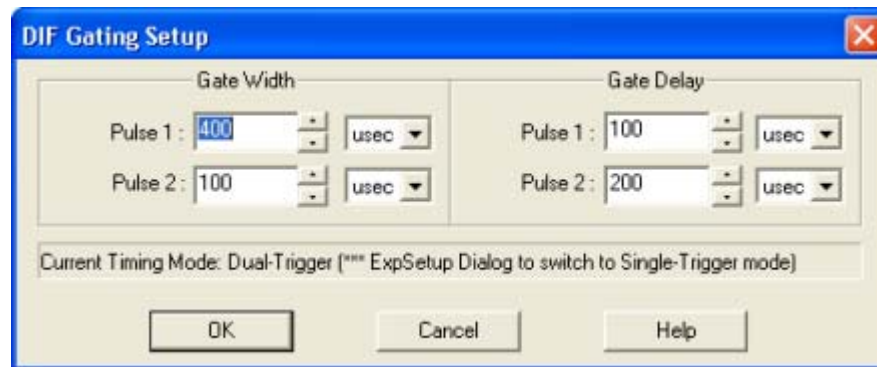 DIF Gating Setup
Gate Width
Gate Delay
Pulse 1 : 400 usec
Pulse 1 : 100 usec
Pulse 2 : 100 usec
Pulse 2 : 200 usec
Current Timing Mode: Dual-Trigger (*** ExpSetup Dialog to switch to Single-Trigger mode)
OK
Cancel
Help